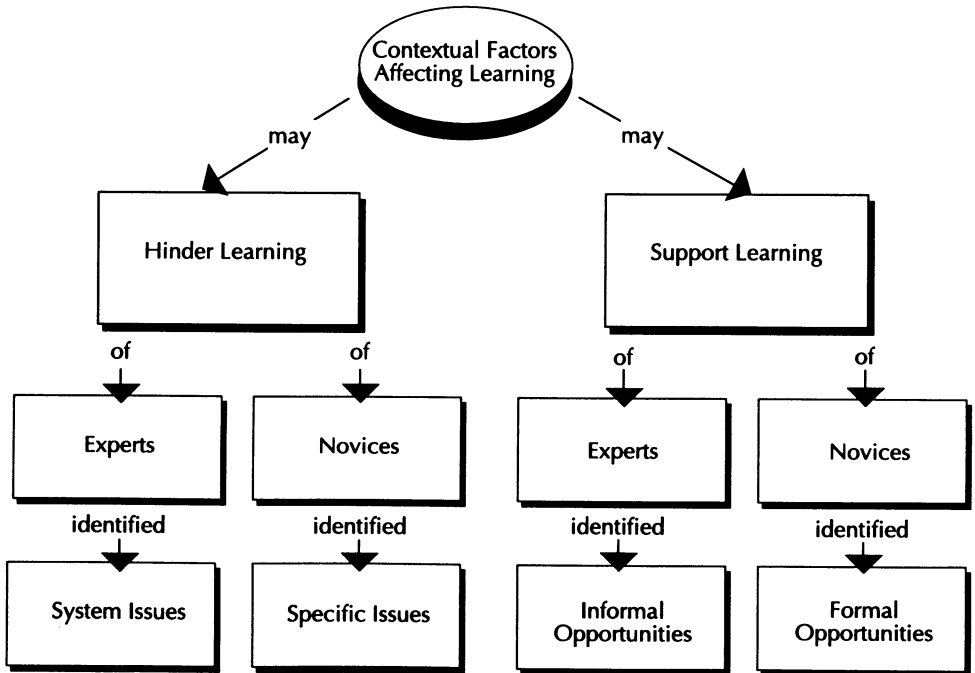 Contextual Factors
Affecting Learning
may
may
Hinder Learning
Support Learning
of
of
of
of
Experts
Novices
Experts
Novices
identified
identified
identified
identified
System Issues
Specific Issues
Informal
Opportunities
Formal
Opportunities